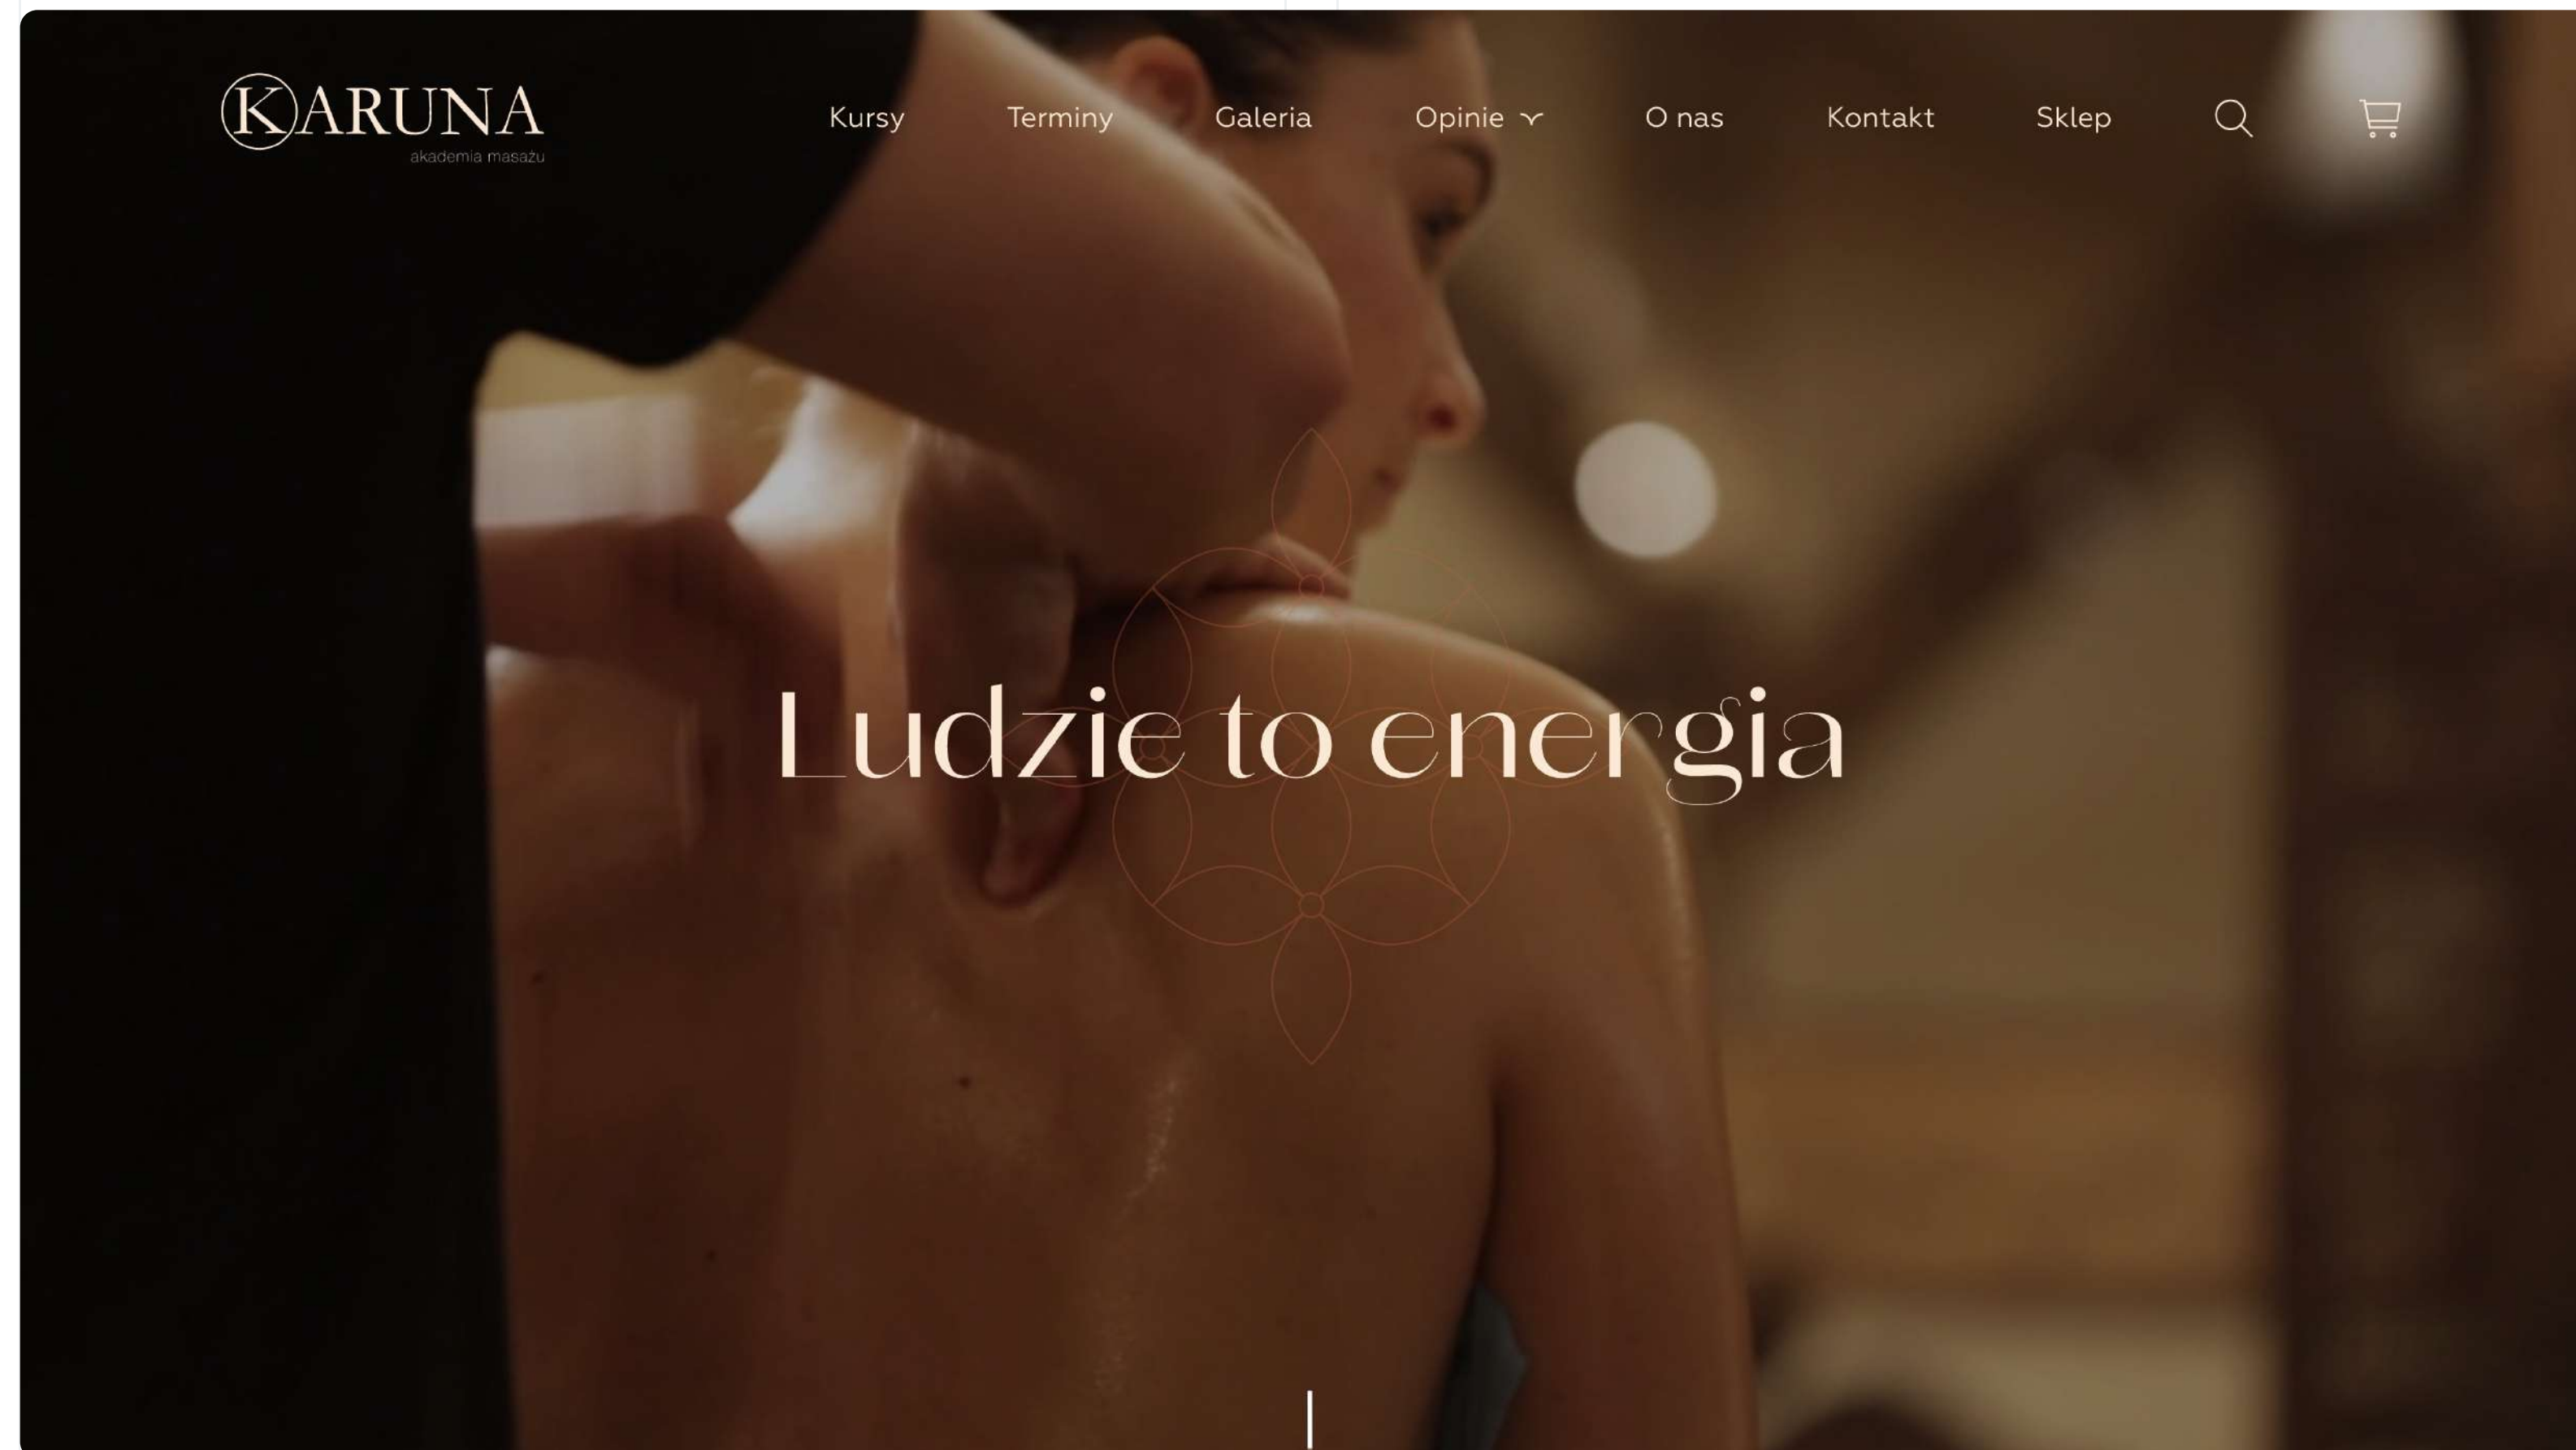 KARUNA
akademia masażu
Kursy Terminy Galeria Opinie O nas Kontakt Sklep
Ludzie to energia